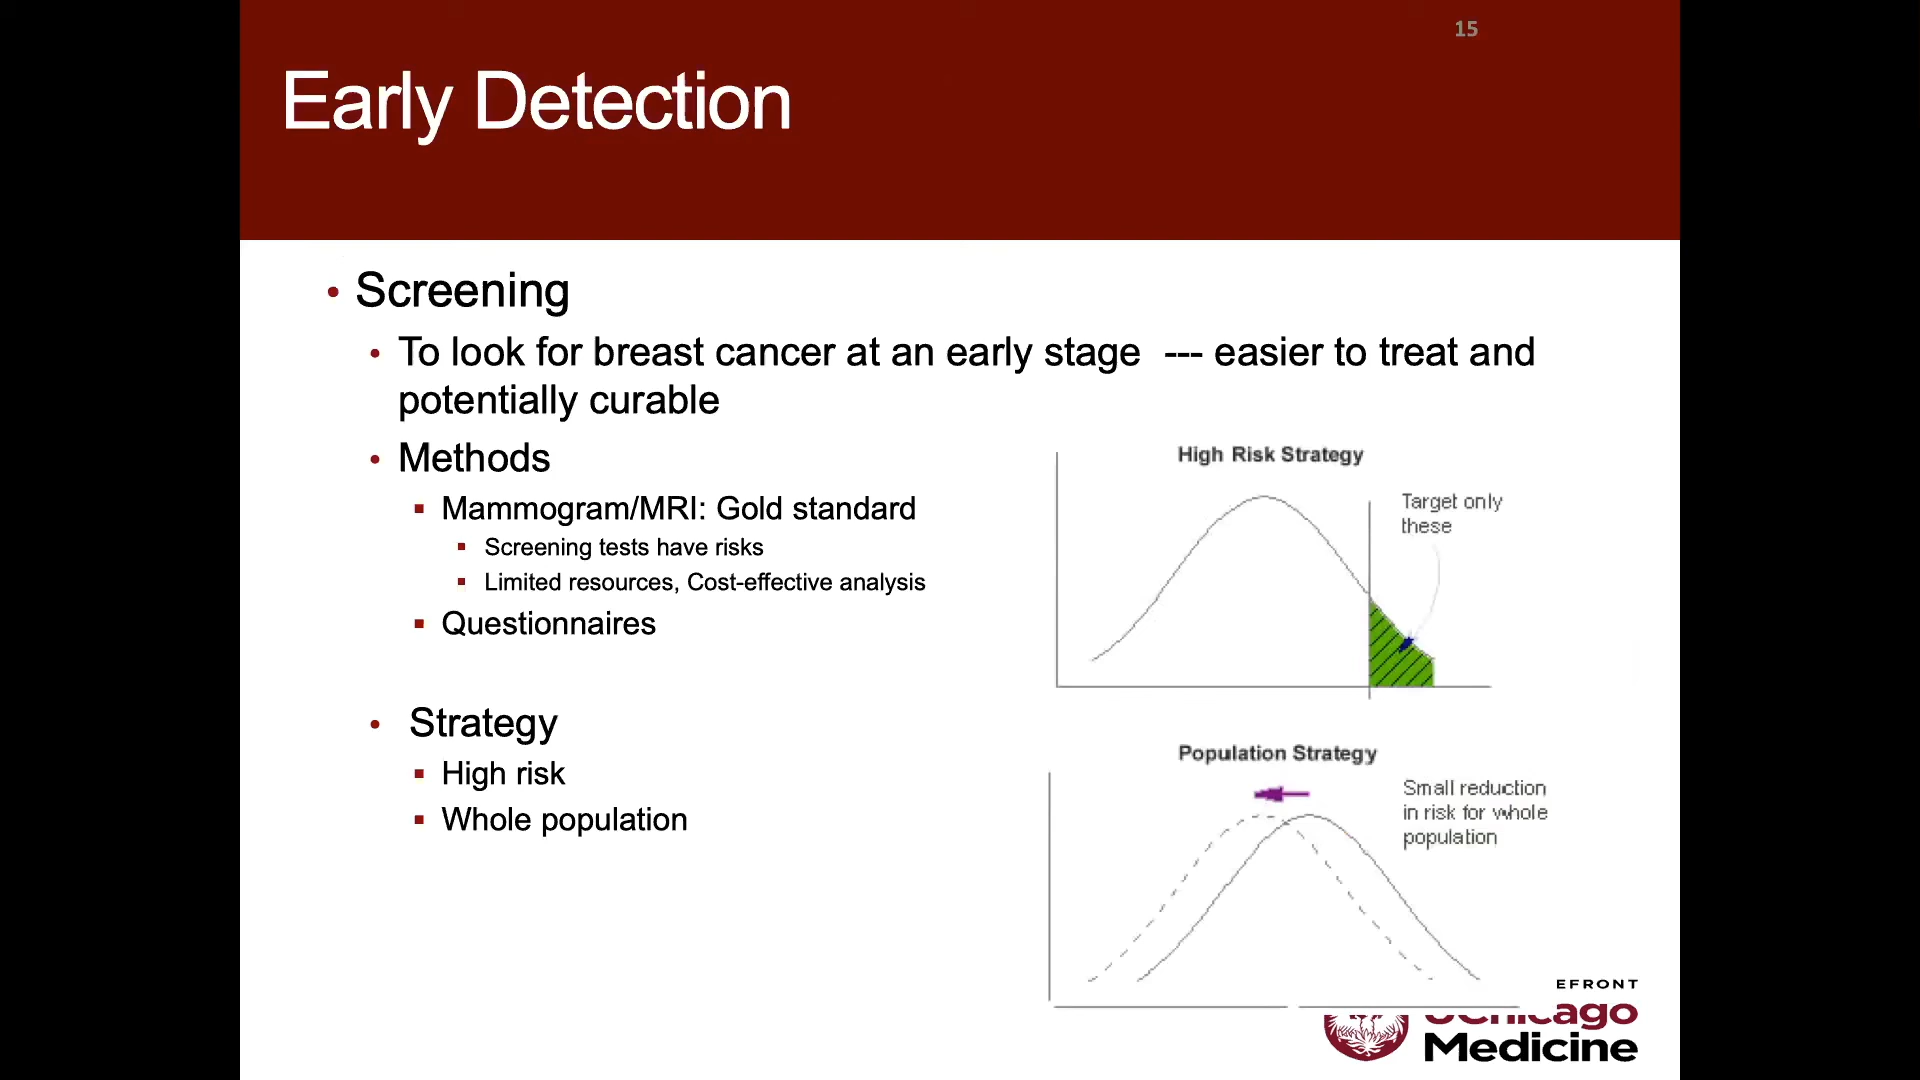 15
Early Detection
• Screening
• To look for breast cancer at an early stage --- easier to treat and
potentially curable
• Methods
▪ Mammogram/MRI: Gold standard
▪ Screening tests have risks
▪ Limited resources, Cost-effective analysis
▪ Questionnaires
• Strategy
▪ High risk
▪ Whole population
High Risk Strategy
Target only
these
Population Strategy
Small reduction
in risk for whole
population
EFRONT
Medicine